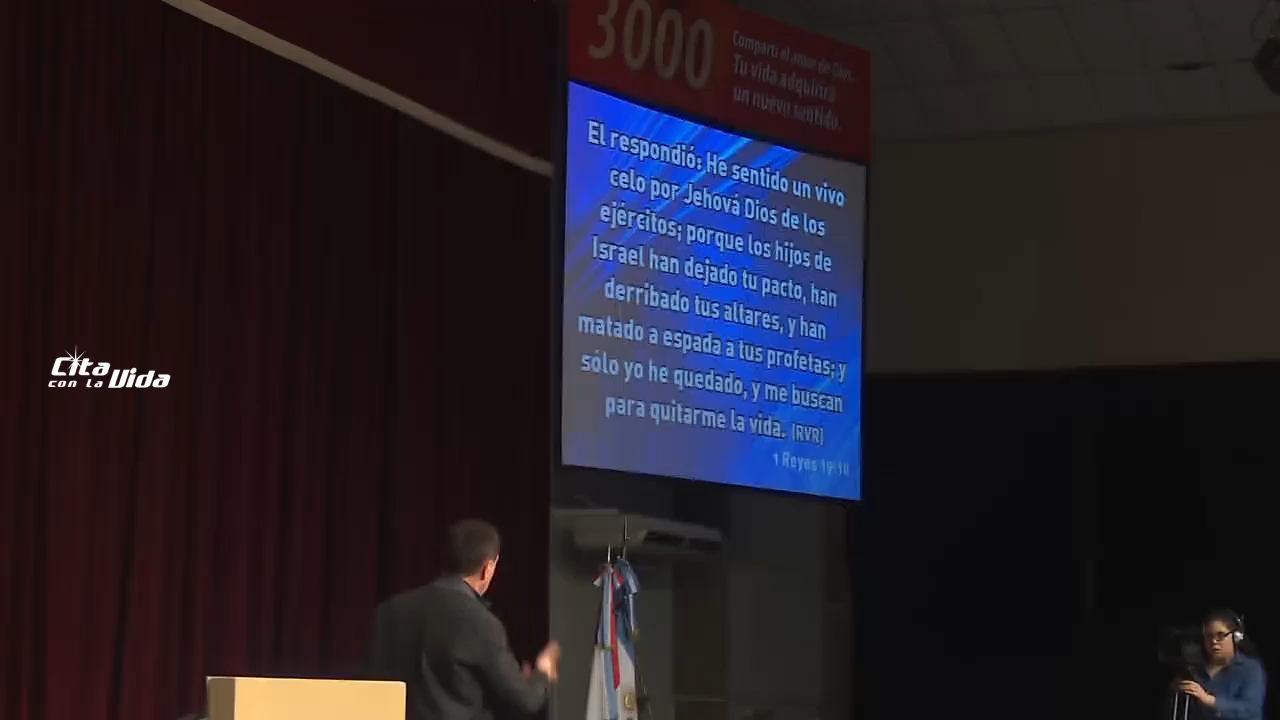 3000
Compartí el amor de Dios.
Tu vida adquirirá
un nuevo sentido.
El respondió: He sentido un vivo
celo por Jehová Dios de los
ejércitos; porque los hijos de
Israel han dejado tu pacto, han
derribado tus altares, y han
matado a espada a tus profetas; y
sólo yo he quedado, y me buscan
para quitarme la vida. (RVR)
1 Reyes 19:10
Cita
con la Vida